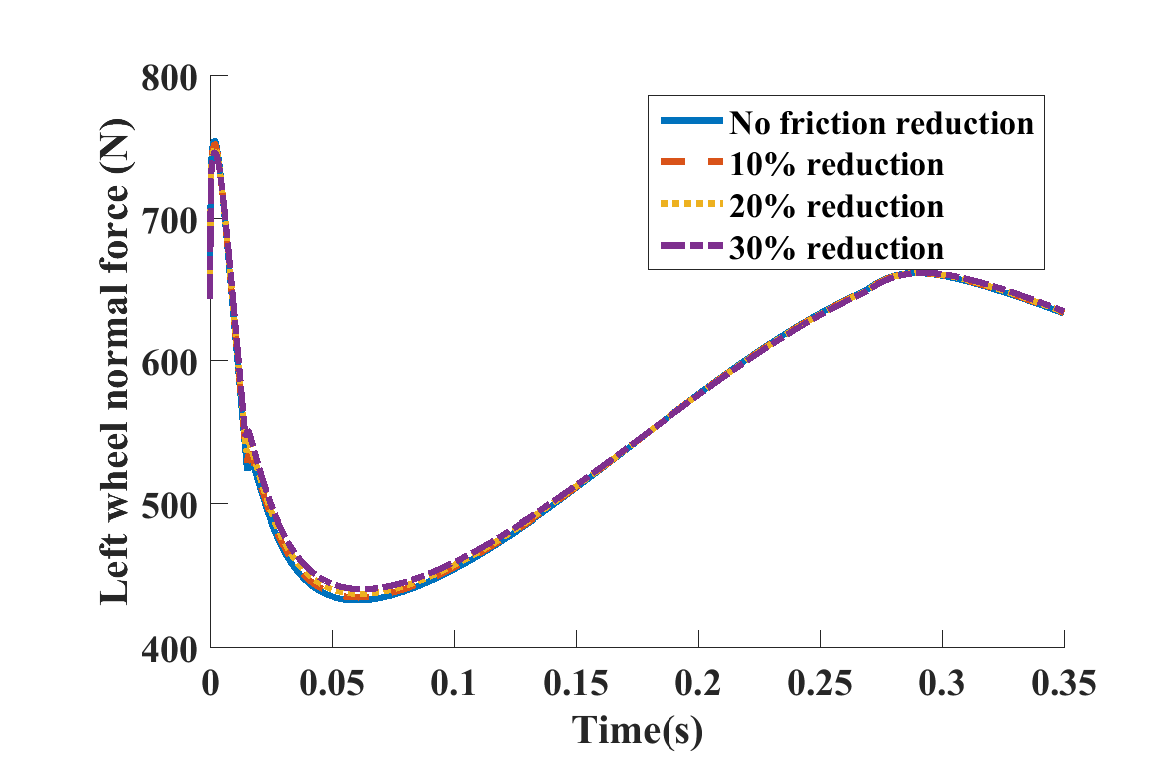 800
700
600
500
400
Left wheel normal force (N)
No friction reduction
10% reduction
20% reduction
30% reduction
0 0.05 0.1 0.15 0.2 0.25 0.3 0.35
Time(s)